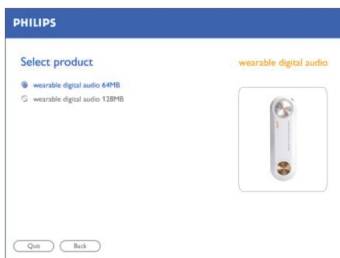 PHILIPS
Select product
wearable digital audio
wearable digital audio 64MB
wearable digital audio 128MB
Quit
Back